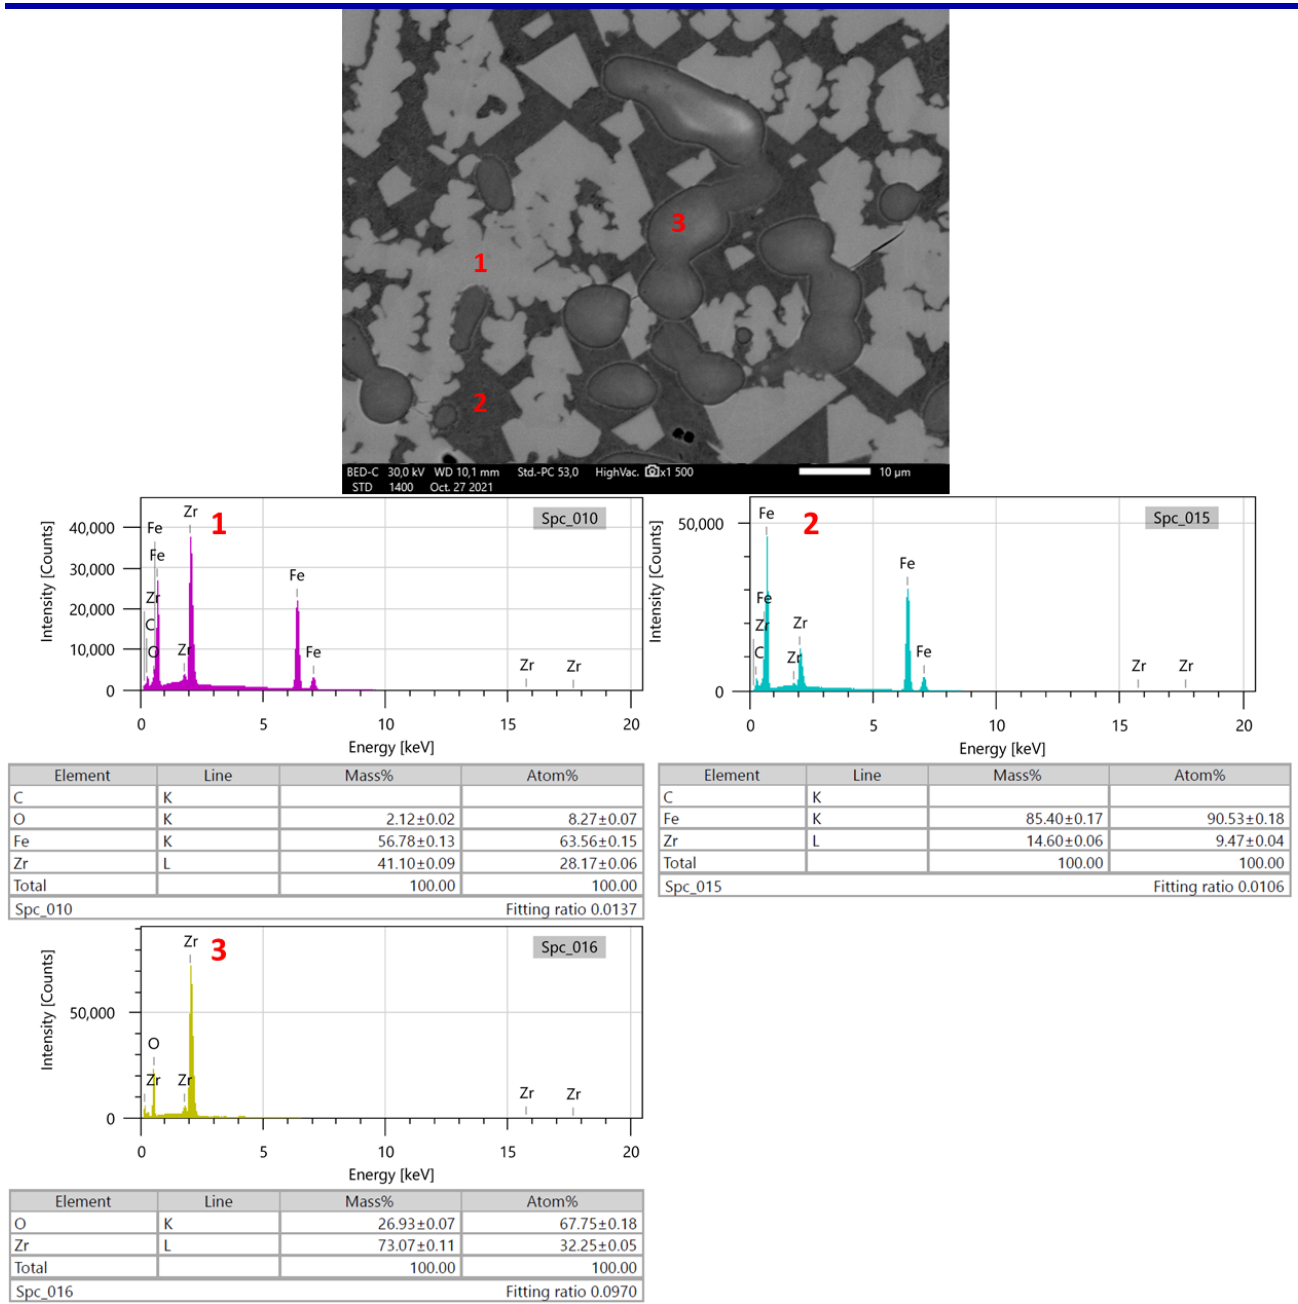 3
1
2
BED-C 30,0 kV WD 10,1 mm Std.-PC 53,0 HighVac. x1 500 10 µm
STD 1400 Oct. 27 2021
Zr 1 Spc_010
40,000
Fe
Fe
30,000
Fe
Zr
20,000
C
10,000
Zr
O
Fe
Zr Zr
0
0 5 10 15 20
Energy [keV]
Intensity [Counts]
Fe 2 Spc_015
50,000
Fe
Fe
Zr Zr
C Zr
Fe
Zr Zr
0
0 5 10 15 20
Energy [keV]
Intensity [Counts]
Element Line Mass% Atom%
C K
O K 2.12±0.02 8.27±0.07
Fe K 56.78±0.13 63.56±0.15
Zr L 41.10±0.09 28.17±0.06
Total 100.00 100.00
Spc_010 Fitting ratio 0.0137
Element Line Mass% Atom%
C K
Fe K 85.40±0.17 90.53±0.18
Zr L 14.60±0.06 9.47±0.04
Total 100.00 100.00
Spc_015 Fitting ratio 0.0106
Zr 3 Spc_016
50,000
O
Zr Zr
Zr Zr
0
0 5 10 15 20
Energy [keV]
Intensity [Counts]
Element Line Mass% Atom%
O K 26.93±0.07 67.75±0.18
Zr L 73.07±0.11 32.25±0.05
Total 100.00 100.00
Spc_016 Fitting ratio 0.0970